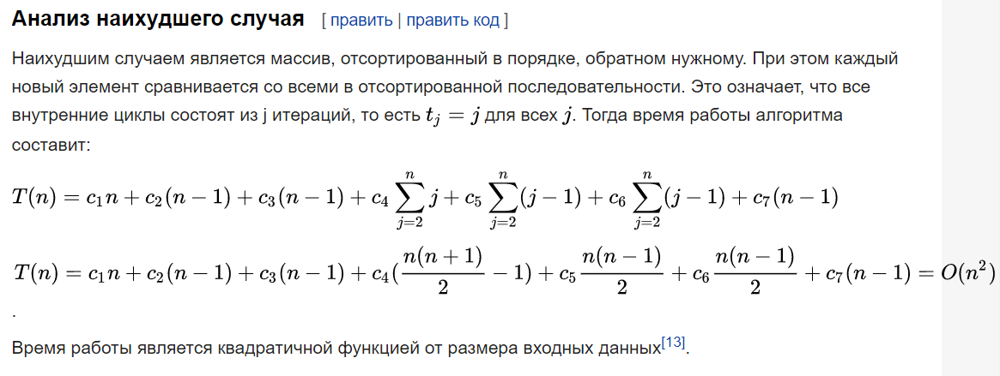 Анализ наихудшего случая [ править | править код ]
Наихудшим случаем является массив, отсортированный в порядке, обратном нужному. При этом каждый
новый элемент сравнивается со всеми в отсортированной последовательности. Это означает, что все
внутренние циклы состоят из j итераций, то есть $t_j = j$ для всех $j$. Тогда время работы алгоритма
составит:
$T(n) = c_1 n + c_2(n-1) + c_3(n-1) + c_4 \sum_{j=2}^{n} j + c_5 \sum_{j=2}^{n} (j-1) + c_6 \sum_{j=2}^{n} (j-1) + c_7(n-1)$
$T(n) = c_1 n + c_2(n-1) + c_3(n-1) + c_4(\frac{n(n+1)}{2} - 1) + c_5 \frac{n(n-1)}{2} + c_6 \frac{n(n-1)}{2} + c_7(n-1) = O(n^2)$
.
Время работы является квадратичной функцией от размера входных данных[13].